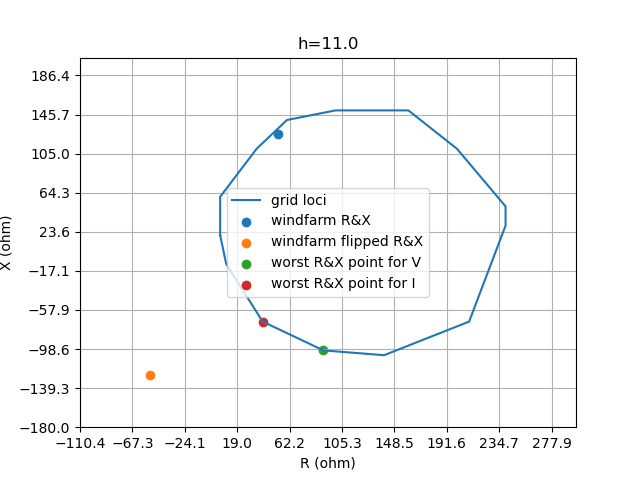 h=11.0
186.4
145.7
105.0
64.3
23.6
−17.1
−57.9
−98.6
−139.3
−180.0
X (ohm)
grid loci
windfarm R&X
windfarm flipped R&X
worst R&X point for V
worst R&X point for I
−110.4 −67.3 −24.1 19.0 62.2 105.3 148.5 191.6 234.7 277.9
R (ohm)